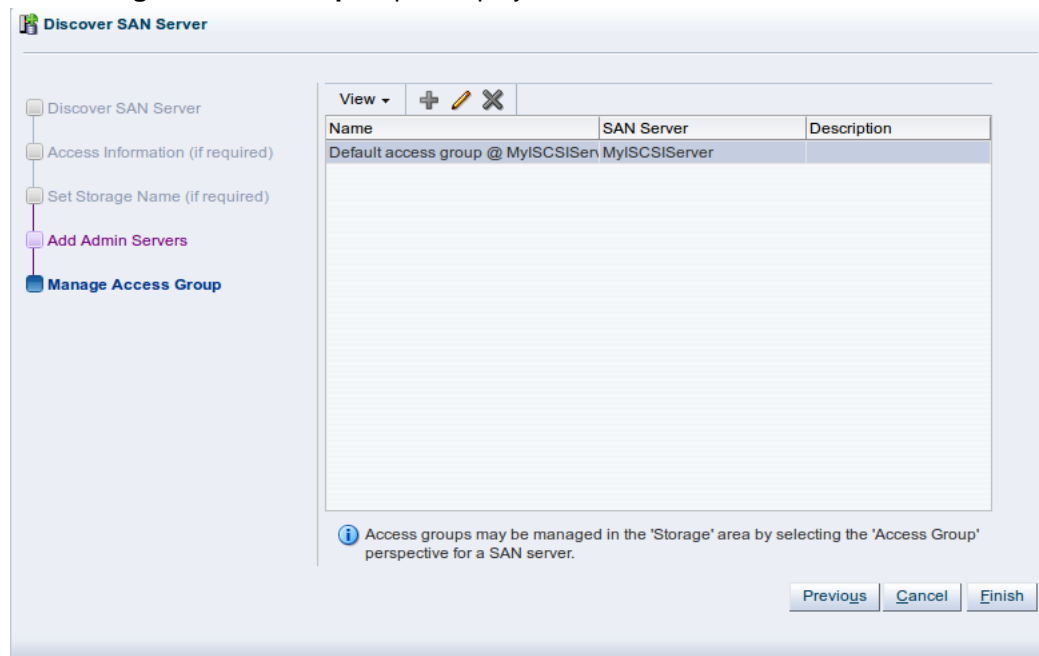 Discover SAN Server
Discover SAN Server
Access Information (if required)
Set Storage Name (if required)
Add Admin Servers
Manage Access Group
View
Name SAN Server Description
Default access group @ MyISCSISer MyISCSIServer
Access groups may be managed in the 'Storage' area by selecting the 'Access Group'
perspective for a SAN server.
Previous Cancel Finish